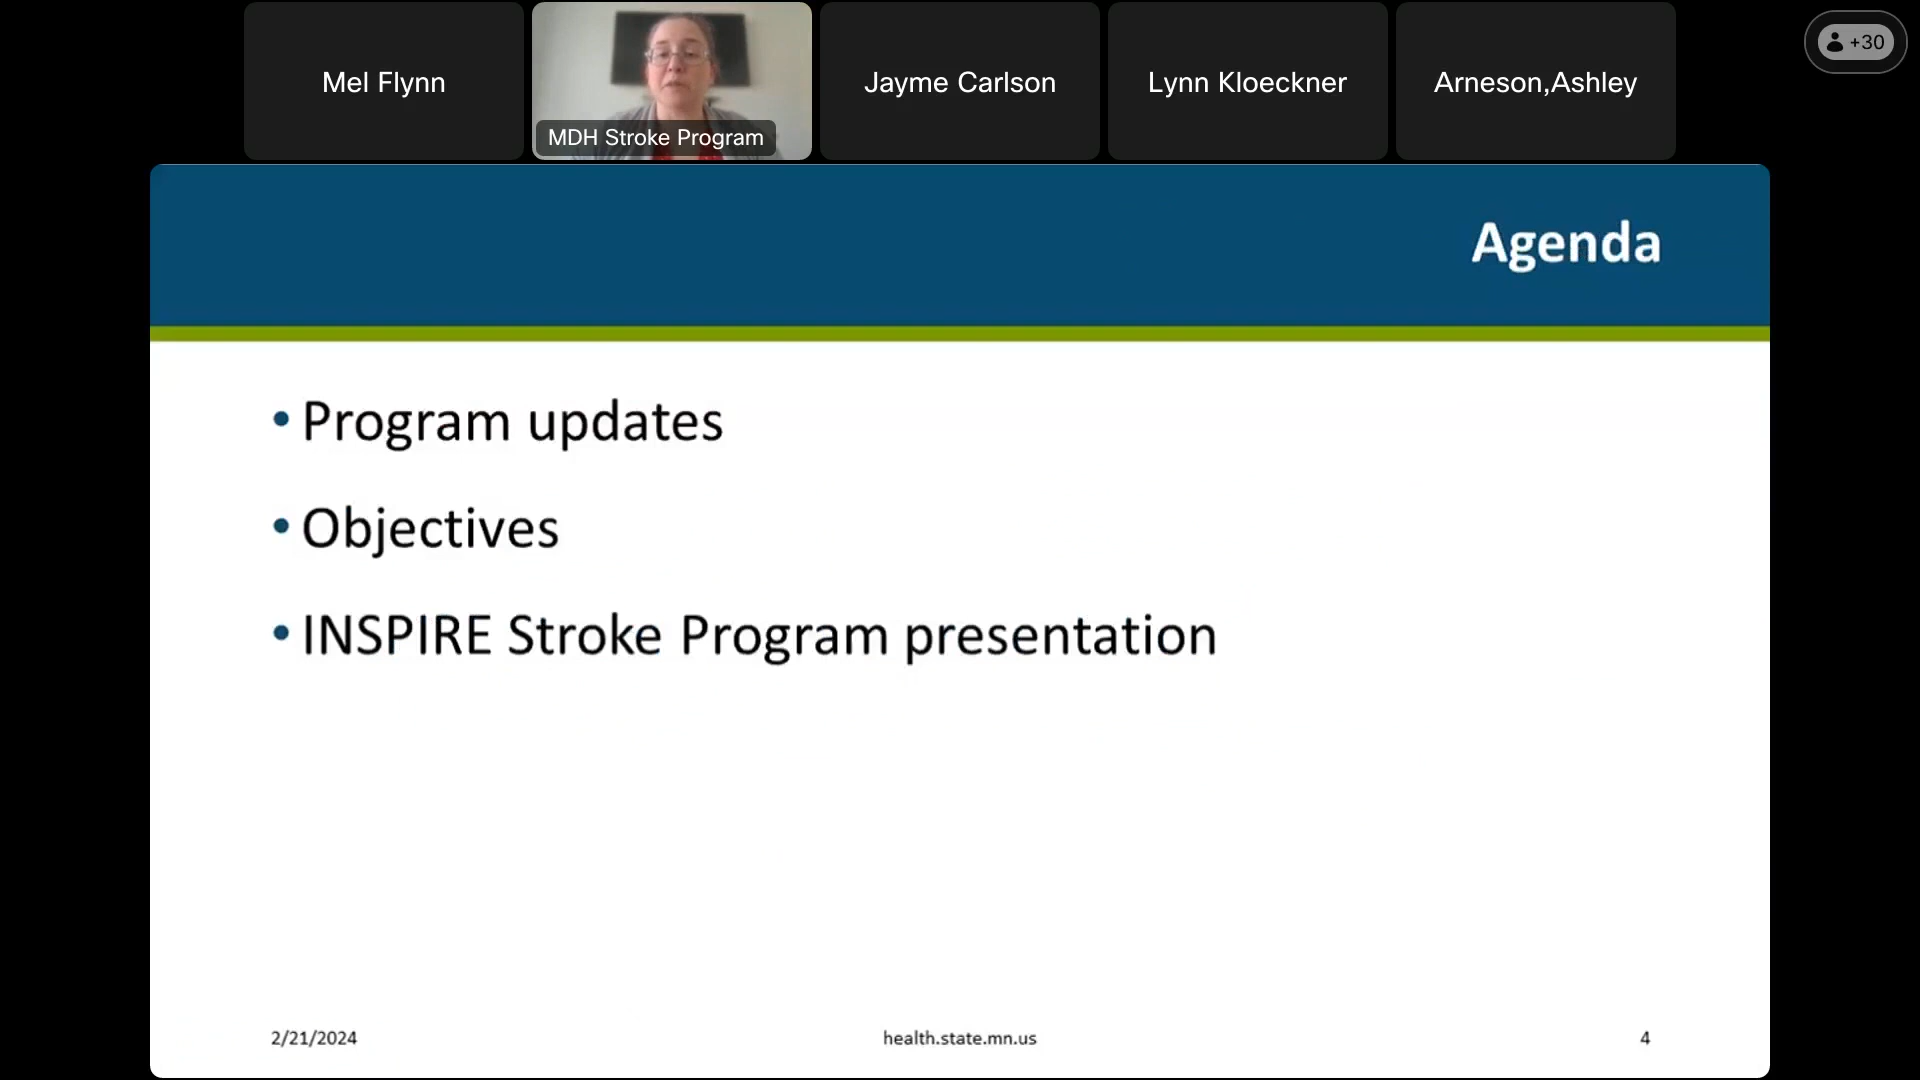 Mel Flynn
MDH Stroke Program
Jayme Carlson
Lynn Kloeckner
Arneson,Ashley
+30
Agenda
• Program updates
• Objectives
• INSPIRE Stroke Program presentation
2/21/2024
health.state.mn.us
4